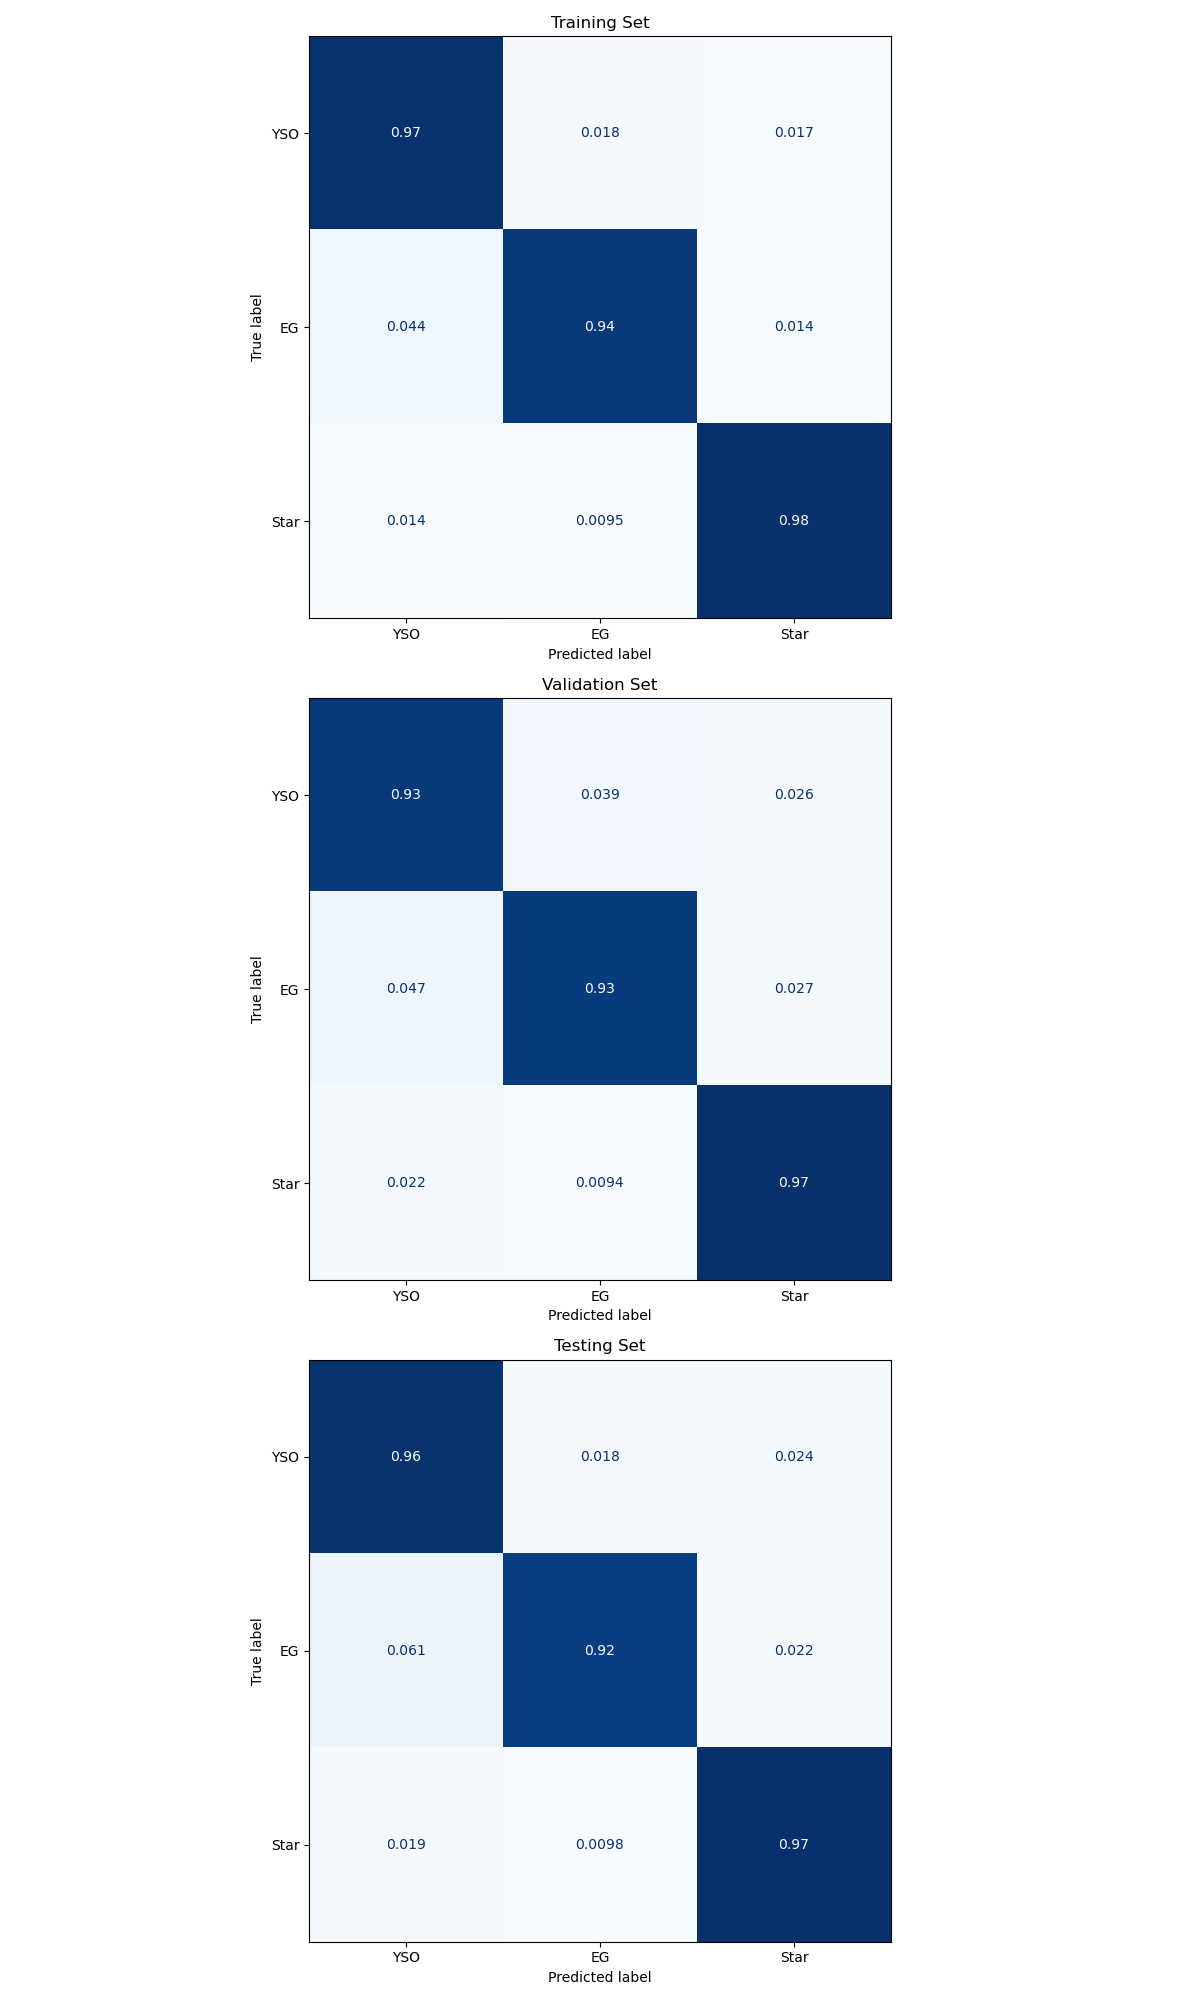 Training Set
YSO 0.97 0.018 0.017
True label
EG 0.044 0.94 0.014
Star 0.014 0.0095 0.98
YSO EG Star
Predicted label
Validation Set
YSO 0.93 0.039 0.026
True label
EG 0.047 0.93 0.027
Star 0.022 0.0094 0.97
YSO EG Star
Predicted label
Testing Set
YSO 0.96 0.018 0.024
True label
EG 0.061 0.92 0.022
Star 0.019 0.0098 0.97
YSO EG Star
Predicted label